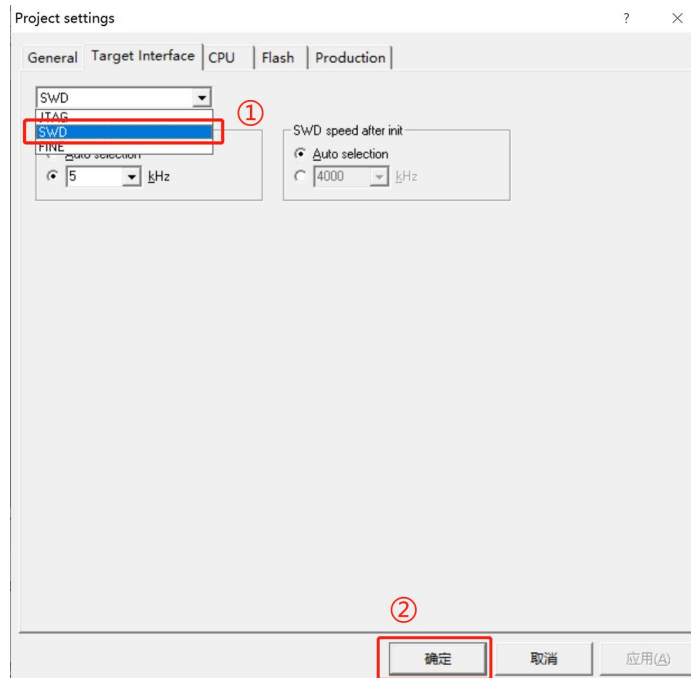 Project settings ? ×
General Target Interface CPU Flash Production
SWD
①
JTAG
SWD
FINE
SWD speed after init
Auto selection
Auto selection
5 kHz
4000 kHz
②
确定 取消 应用(A)